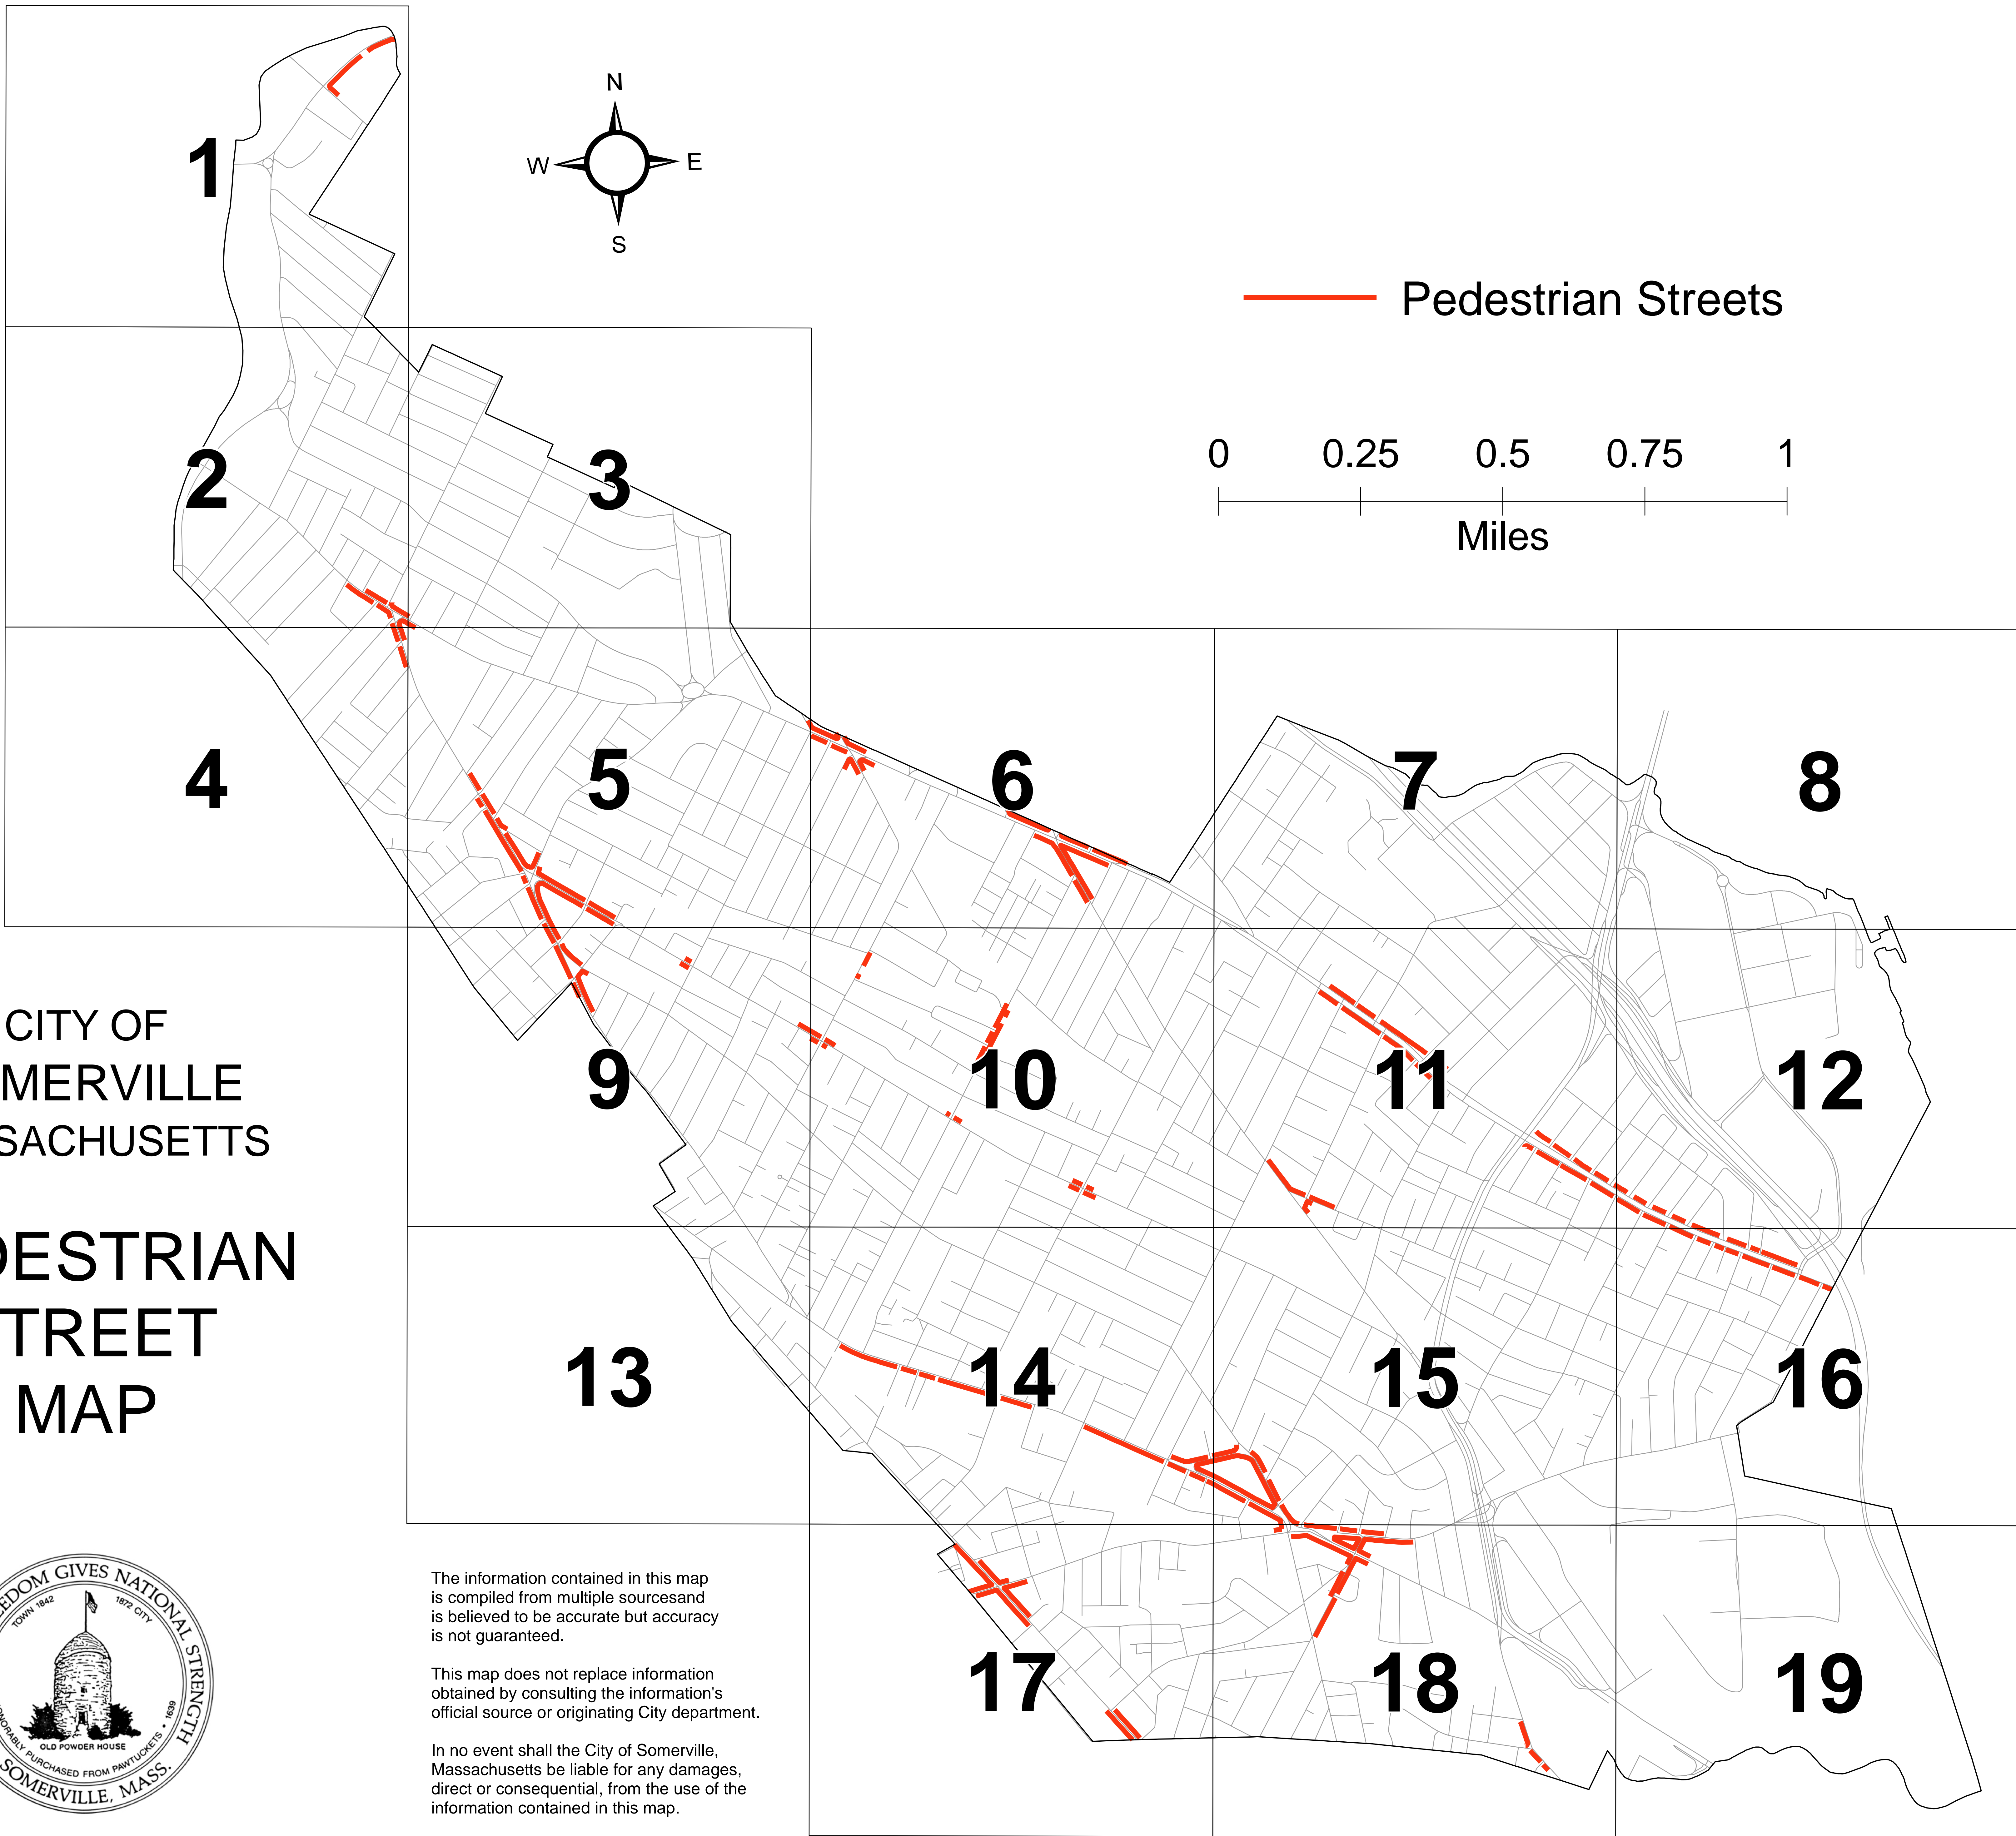 N
W E
S
Pedestrian Streets
0 0.25 0.5 0.75 1
Miles
1
2
3
4
5
6
7
8
9
10
11
12
13
14
15
16
17
18
19
CITY OF
MERVILLE
SACHUSETTS
DESTRIAN
TREET
MAP
EDOM GIVES NATIONAL STRENGTH
TOWN 1842
1872 CITY
OLD POWDER HOUSE
NORABLY PURCHASED FROM PAWTUCKETS • 1639
SOMERVILLE, MASS.
The information contained in this map
is compiled from multiple sourcesand
is believed to be accurate but accuracy
is not guaranteed.
This map does not replace information
obtained by consulting the information's
official source or originating City department.
In no event shall the City of Somerville,
Massachusetts be liable for any damages,
direct or consequential, from the use of the
information contained in this map.